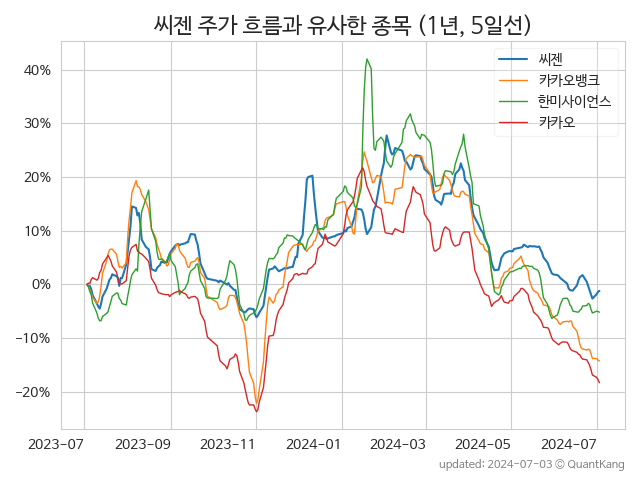 씨젠 주가 흐름과 유사한 종목 (1년, 5일선)
씨젠
카카오뱅크
한미사이언스
카카오
40%
30%
20%
10%
0%
−10%
−20%
2023-07
2023-09
2023-11
2024-01
2024-03
2024-05
2024-07
updated: 2024-07-03 © QuantKang